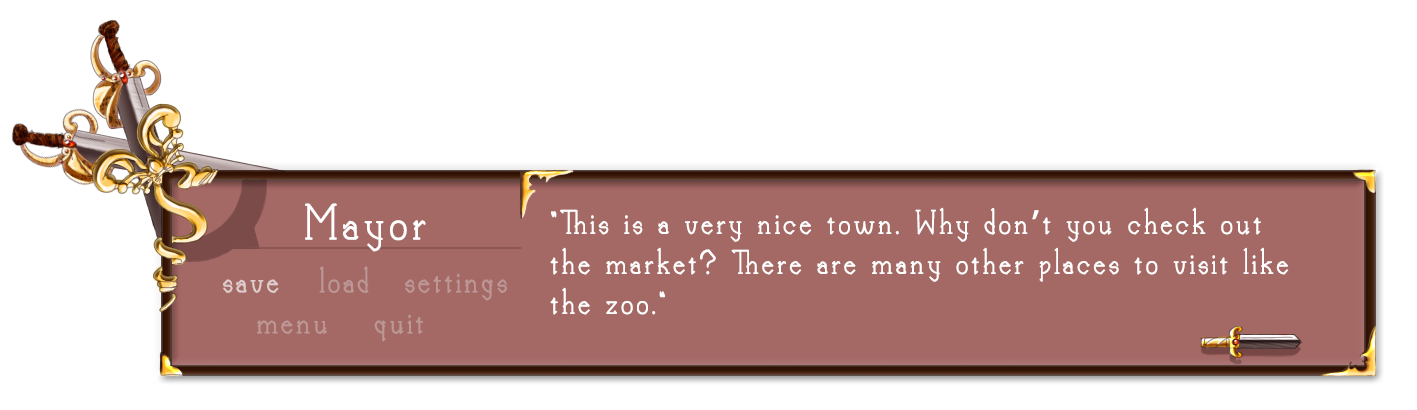 Mayor
save load settings
menu quit
"This is a very nice town. Why don't you check out
the market? There are many other places to visit like
the zoo."